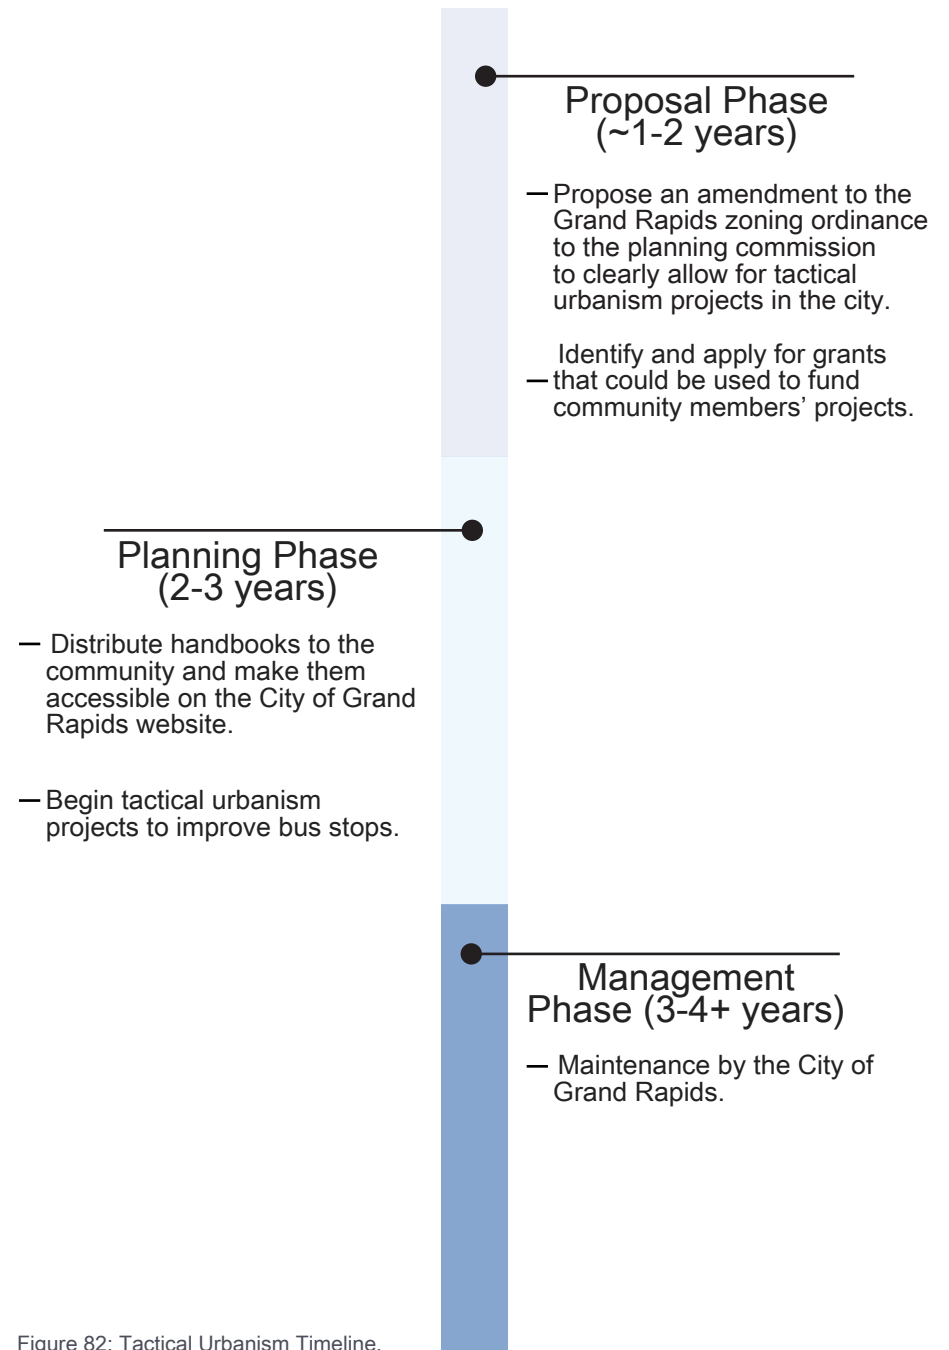 Proposal Phase
(~1-2 years)
— Propose an amendment to the
Grand Rapids zoning ordinance
to the planning commission
to clearly allow for tactical
urbanism projects in the city.
Identify and apply for grants
— that could be used to fund
community members’ projects.
Planning Phase
(2-3 years)
— Distribute handbooks to the
community and make them
accessible on the City of Grand
Rapids website.
— Begin tactical urbanism
projects to improve bus stops.
Management
Phase (3-4+ years)
— Maintenance by the City of
Grand Rapids.
Figure 82: Tactical Urbanism Timeline.